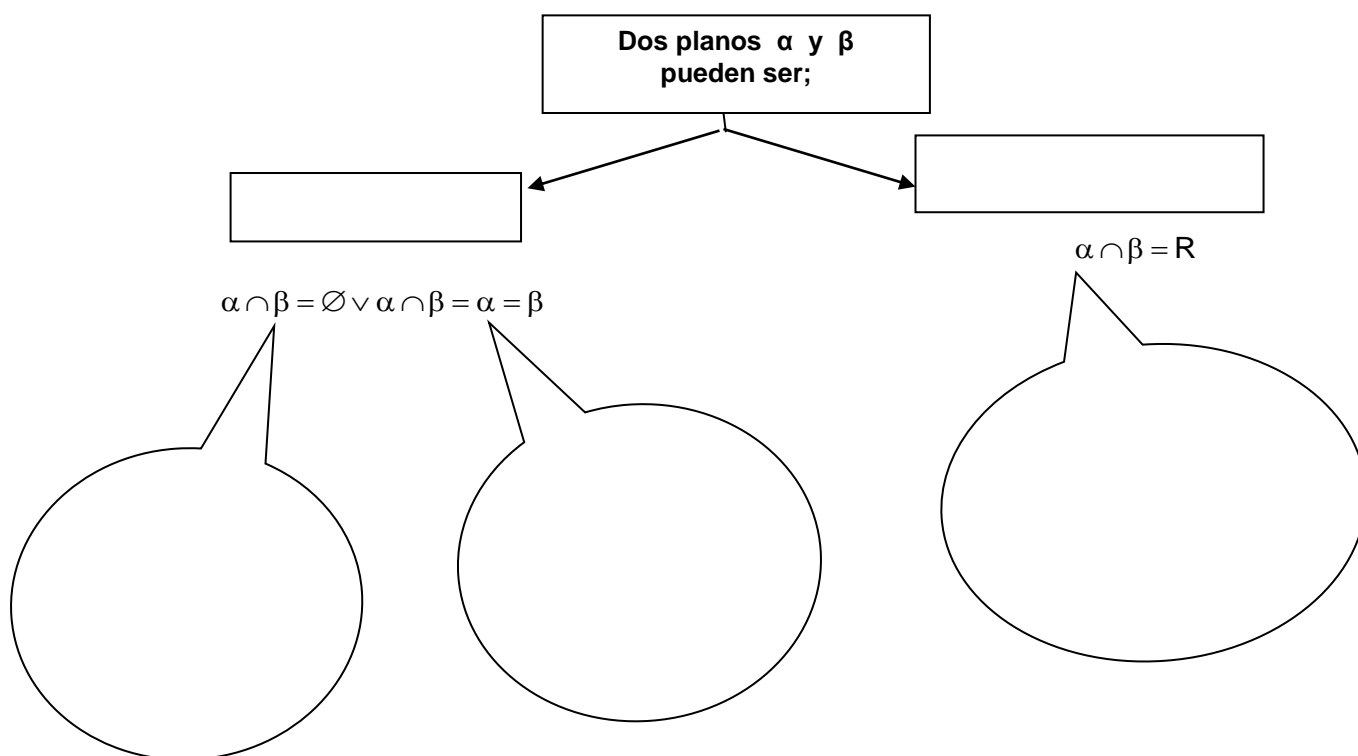 Dos planos α y β
pueden ser;
α ∩ β = R
α ∩ β = ∅ ∨ α ∩ β = α = β